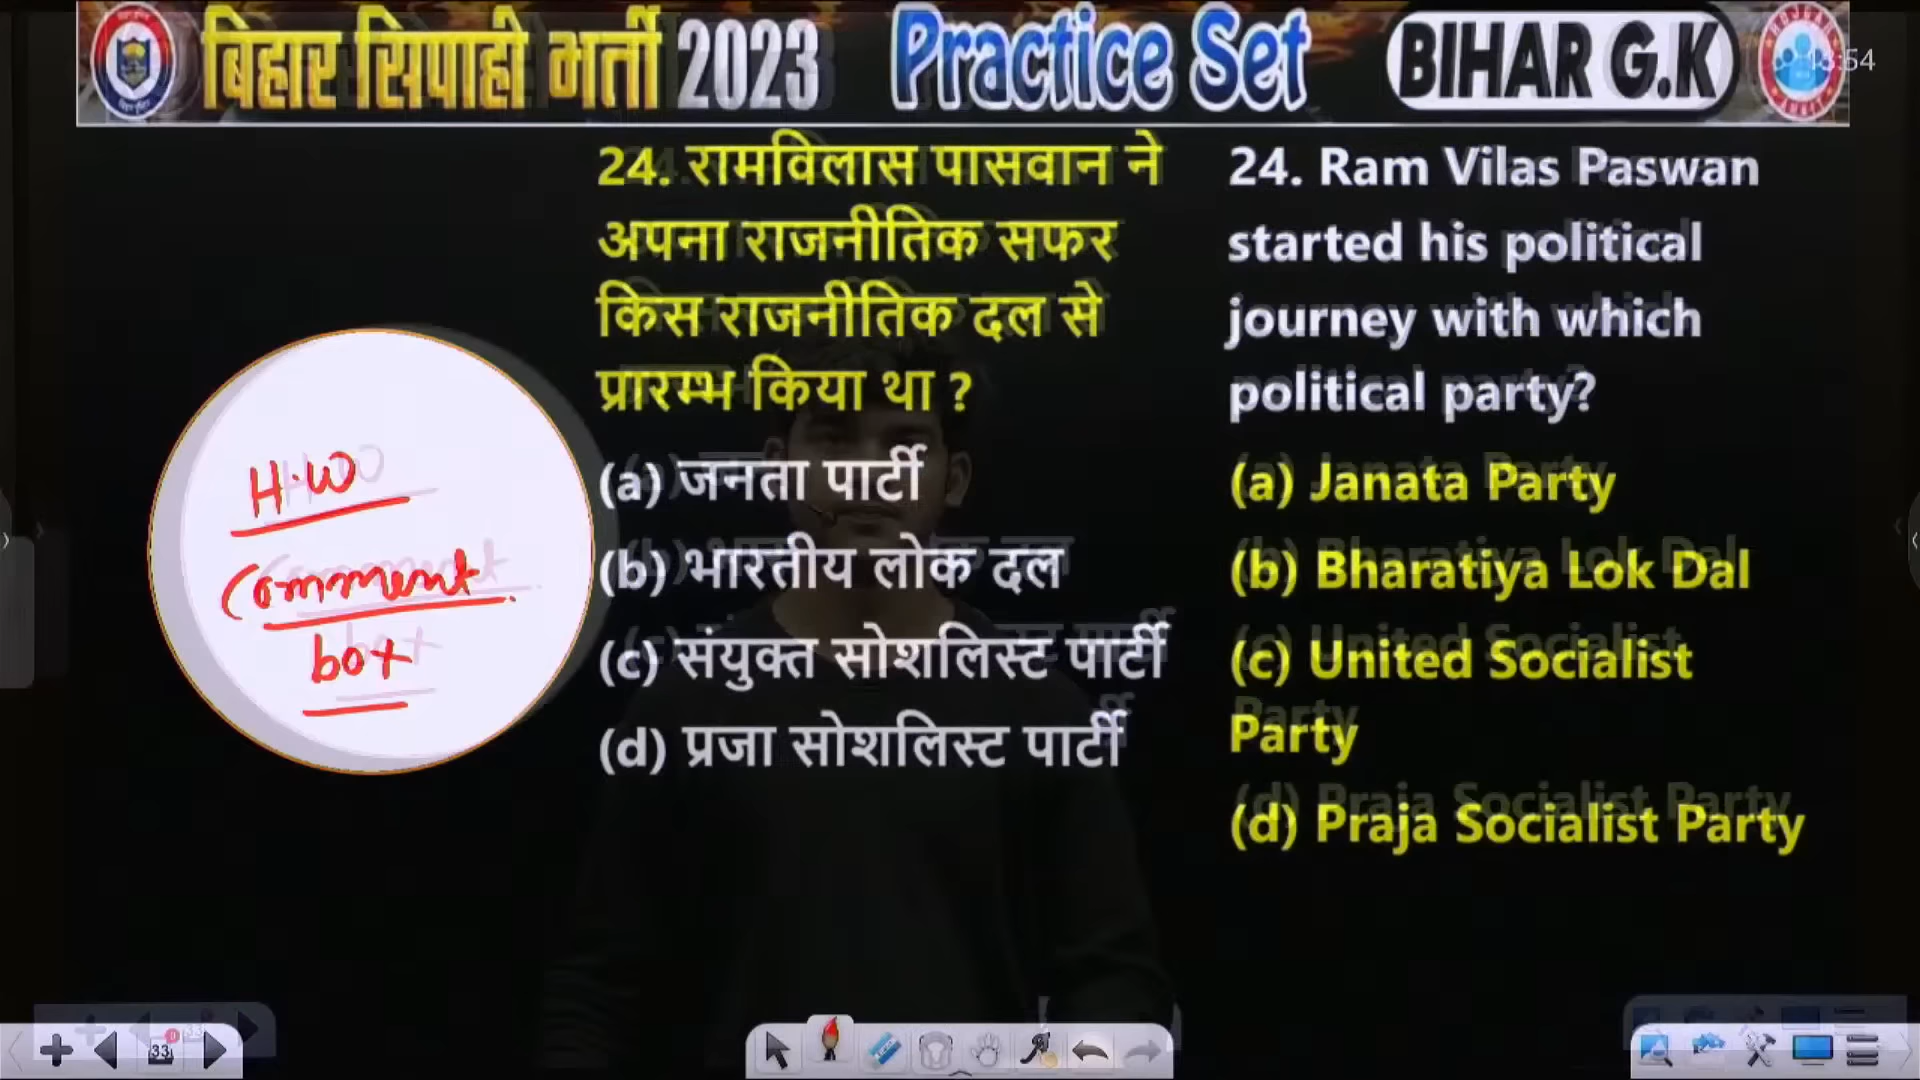 बिहार सिपाही भर्ती 2023 Practice Set BIHAR G.K
24. रामविलास पासवान ने
अपना राजनीतिक सफर
किस राजनीतिक दल से
प्रारम्भ किया था ?
(a) जनता पार्टी
(b) भारतीय लोक दल
(c) संयुक्त सोशलिस्ट पार्टी
(d) प्रजा सोशलिस्ट पार्टी
24. Ram Vilas Paswan
started his political
journey with which
political party?
(a) Janata Party
(b) Bharatiya Lok Dal
(c) United Socialist
Party
(d) Praja Socialist Party
H.W
Comment
box
33